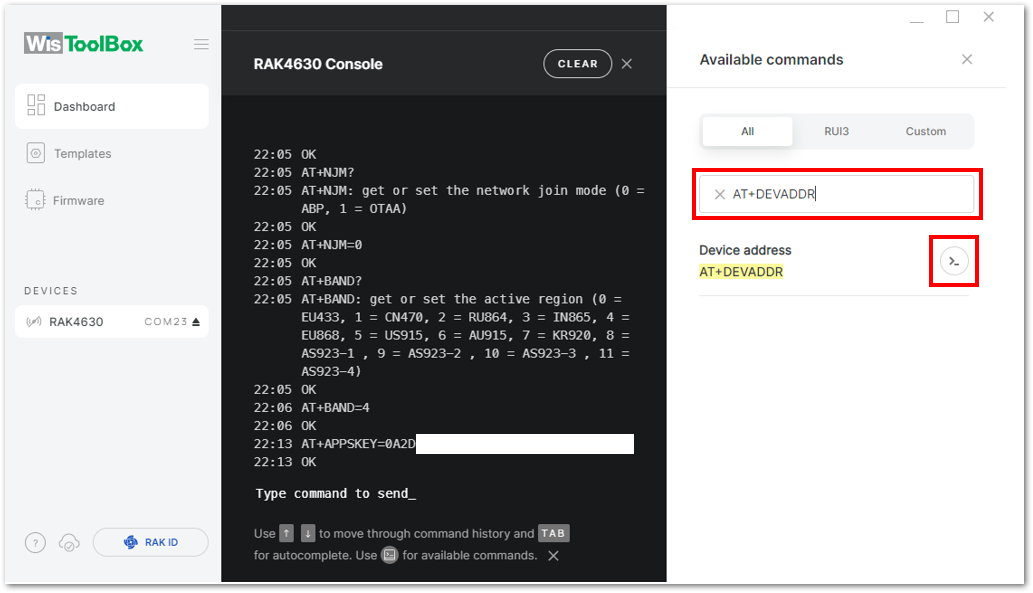 WisToolBox
Dashboard
Templates
Firmware
DEVICES
RAK4630 COM23
?
RAK ID
RAK4630 Console
CLEAR
22:05 OK
22:05 AT+NJM?
22:05 AT+NJM: get or set the network join mode (0 =
ABP, 1 = OTAA)
22:05 OK
22:05 AT+NJM=0
22:05 OK
22:05 AT+BAND?
22:05 AT+BAND: get or set the active region (0 =
EU433, 1 = CN470, 2 = RU864, 3 = IN865, 4 =
EU868, 5 = US915, 6 = AU915, 7 = KR920, 8 =
AS923-1 , 9 = AS923-2 , 10 = AS923-3 , 11 =
AS923-4)
22:05 OK
22:06 AT+BAND=4
22:06 OK
22:13 AT+APPSKEY=0A2D
22:13 OK
Type command to send_
Use ↑ ↓ to move through command history and TAB
for autocomplete. Use for available commands.
Available commands
All RUI3 Custom
AT+DEVADDR
Device address
AT+DEVADDR